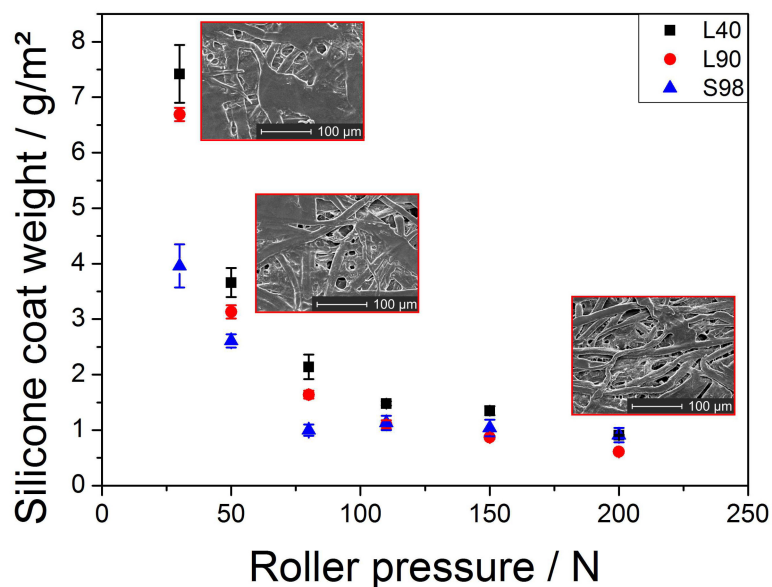 L40
L90
S98
100 µm
100 µm
100 µm
8
7
6
5
4
3
2
1
0
0 50 100 150 200 250
Silicone coat weight / g/m²
Roller pressure / N